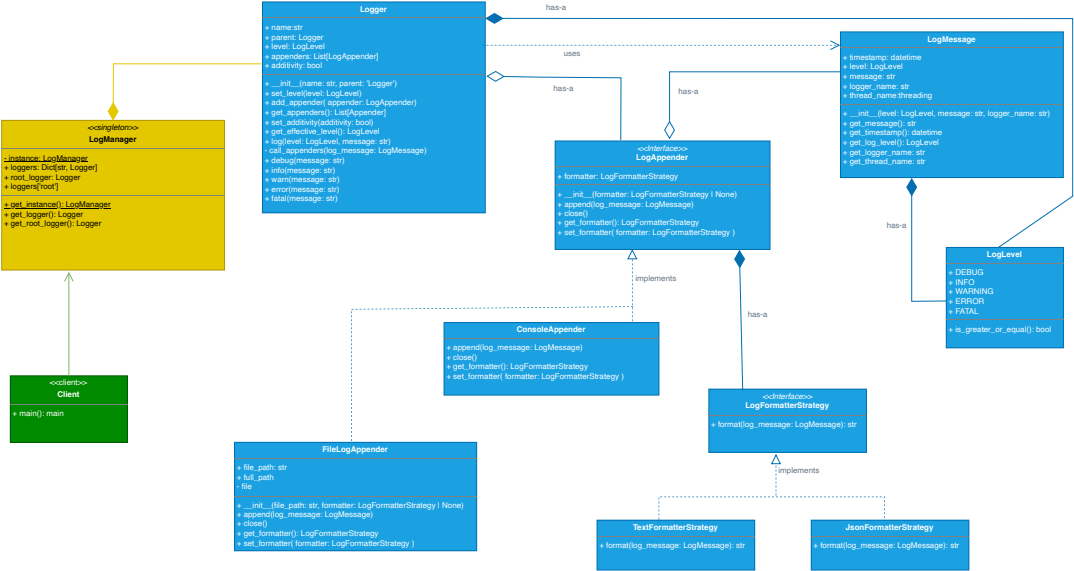 has-a
Logger
+ name:str
+ parent: Logger
+ level: LogLevel
+ appenders: List[LogAppender]
+ additivity: bool
+ __init__(name: str, parent: 'Logger')
+ set_level(level: LogLevel)
+ add_appender( appender: LogAppender)
+ get_appenders(): List[Appender]
+ set_additivity(additivity: bool)
+ get_effective_level(): LogLevel
+ log(level: LogLevel, message: str)
- call_appenders(log_message: LogMessage)
+ debug(message: str)
+ info(message: str)
+ warn(message: str)
+ error(message: str)
+ fatal(message: str)
uses
has-a
has-a
LogMessage
+ timestamp: datetime
+ level: LogLevel
+ message: str
+ logger_name: str
+ thread_name:threading
+ __init__(level: LogLevel, message: str, logger_name: str)
+ get_message(): str
+ get_timestamp(): datetime
+ get_log_level(): LogLevel
+ get_logger_name: str
+ get_thread_name: str
<<singleton>>
LogManager
- instance: LogManager
+ loggers: Dict[str, Logger]
+ root_logger: Logger
+ loggers['root']
+ get_instance(): LogManager
+ get_logger(): Logger
+ get_root_logger(): Logger
<<Interface>>
LogAppender
+ formatter: LogFormatterStrategy
+ __init__(formatter: LogFormatterStrategy | None)
+ append(log_message: LogMessage)
+ close()
+ get_formatter(): LogFormatterStrategy
+ set_formatter( formatter: LogFormatterStrategy )
has-a
LogLevel
+ DEBUG
+ INFO
+ WARNING
+ ERROR
+ FATAL
+ is_greater_or_equal(): bool
implements
has-a
ConsoleAppender
+ append(log_message: LogMessage)
+ close()
+ get_formatter(): LogFormatterStrategy
+ set_formatter( formatter: LogFormatterStrategy )
<<client>>
Client
+ main(): main
<<Interface>>
LogFormatterStrategy
+ format(log_message: LogMessage): str
FileLogAppender
+ file_path: str
+ full_path
- file
+ __init__(file_path: str, formatter: LogFormatterStrategy | None)
+ append(log_message: LogMessage)
+ close()
+ get_formatter(): LogFormatterStrategy
+ set_formatter( formatter: LogFormatterStrategy )
implements
TextFormatterStrategy
+ format(log_message: LogMessage): str
JsonFormatterStrategy
+ format(log_message: LogMessage): str